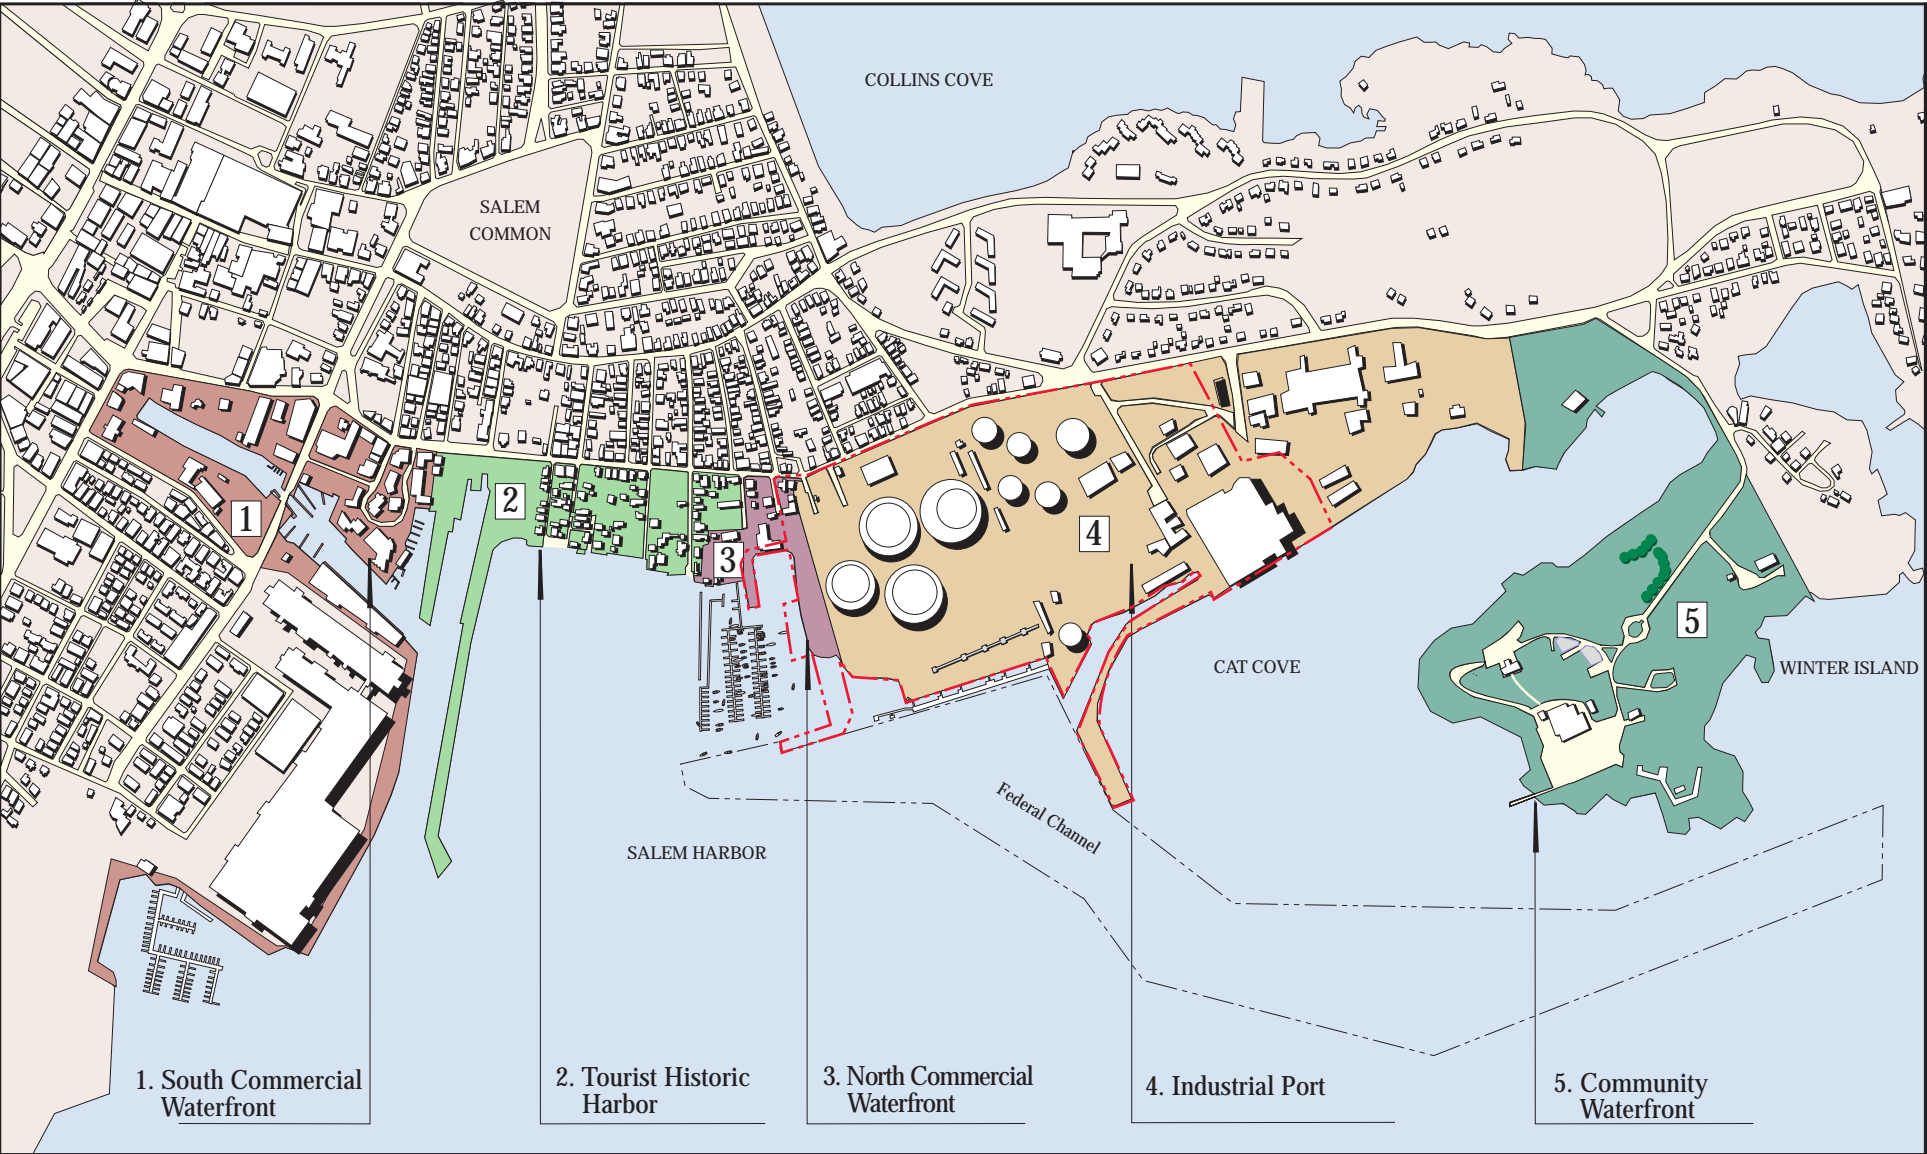 COLLINS COVE
SALEM
COMMON
1
2
3
4
5
CAT COVE
WINTER ISLAND
Federal Channel
SALEM HARBOR
1. South Commercial
Waterfront
2. Tourist Historic
Harbor
3. North Commercial
Waterfront
4. Industrial Port
5. Community
Waterfront